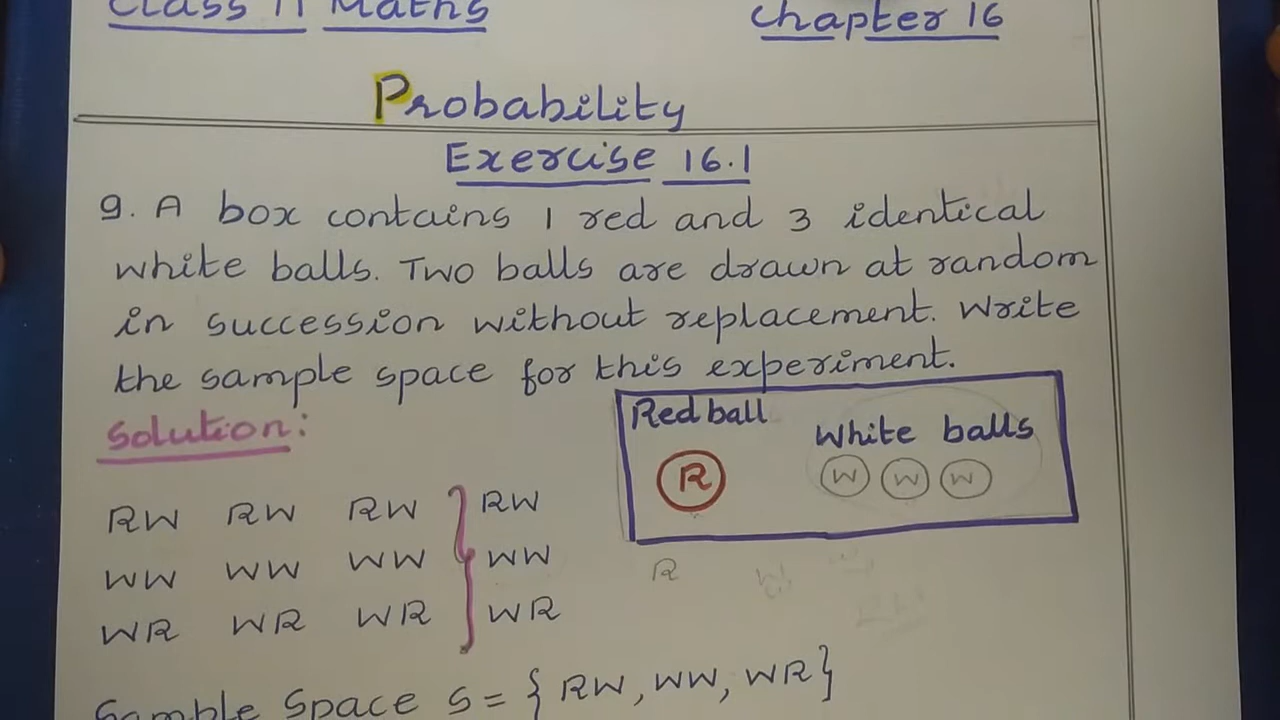 Class 11 Maths Chapter 16
Probability
Exercise 16.1
9. A box contains 1 red and 3 identical
white balls. Two balls are drawn at random
in succession without replacement. Write
the sample space for this experiment.
Solution:
Red ball
White balls
R W W W
RW RW RW } RW
WW WW WW WW
WR WR WR WR
R W
Sample Space S = { RW, WW, WR }